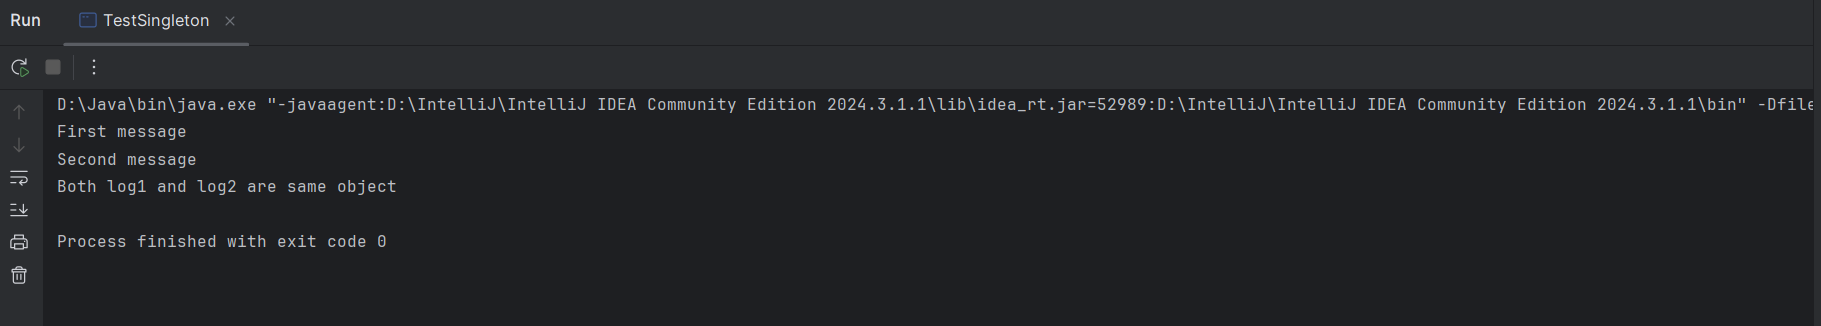 Run TestSingleton
D:\Java\bin\java.exe "-javaagent:D:\IntelliJ\IntelliJ IDEA Community Edition 2024.3.1.1\lib\idea_rt.jar=52989:D:\IntelliJ\IntelliJ IDEA Community Edition 2024.3.1.1\bin" -Dfile
First message
Second message
Both log1 and log2 are same object
Process finished with exit code 0